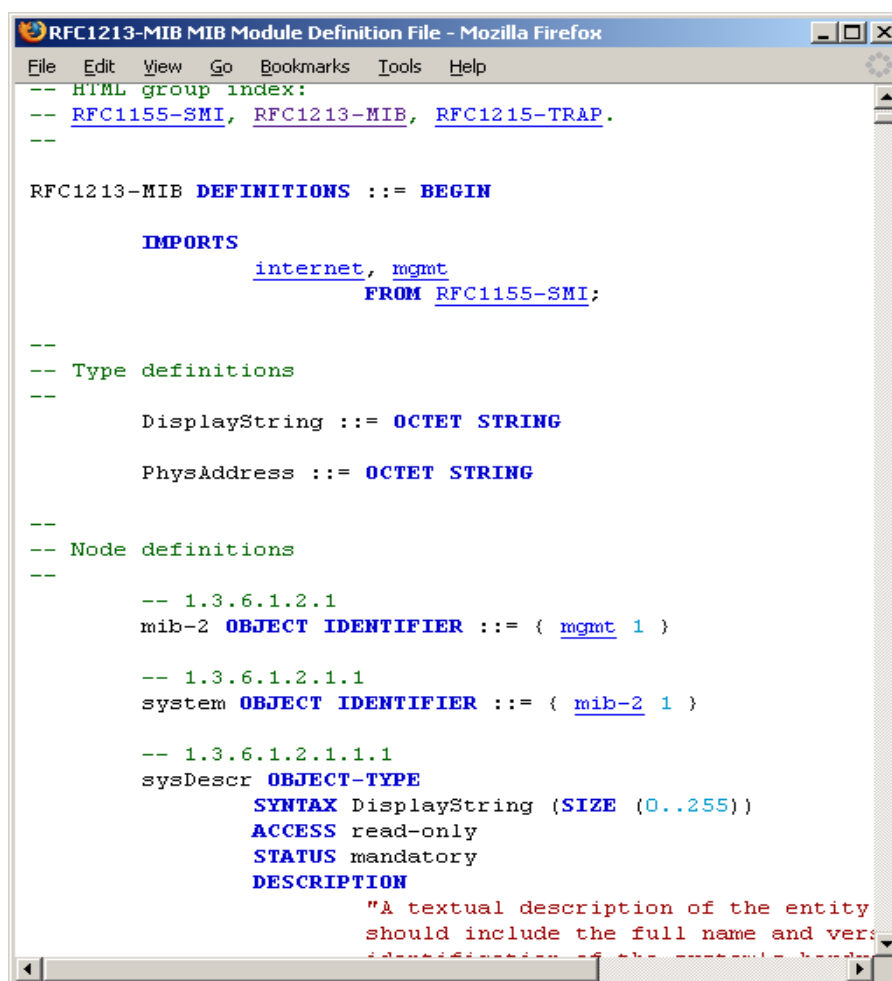 RFC1213-MIB MIB Module Definition File - Mozilla Firefox
File Edit View Go Bookmarks Tools Help
-- HTML group index:
-- RFC1155-SMI, RFC1213-MIB, RFC1215-TRAP.
--
RFC1213-MIB DEFINITIONS ::= BEGIN
IMPORTS
internet, mgmt
FROM RFC1155-SMI;
--
-- Type definitions
--
DisplayString ::= OCTET STRING
PhysAddress ::= OCTET STRING
--
-- Node definitions
--
-- 1.3.6.1.2.1
mib-2 OBJECT IDENTIFIER ::= { mgmt 1 }
-- 1.3.6.1.2.1.1
system OBJECT IDENTIFIER ::= { mib-2 1 }
-- 1.3.6.1.2.1.1.1
sysDescr OBJECT-TYPE
SYNTAX DisplayString (SIZE (0..255))
ACCESS read-only
STATUS mandatory
DESCRIPTION
"A textual description of the entity
should include the full name and vers